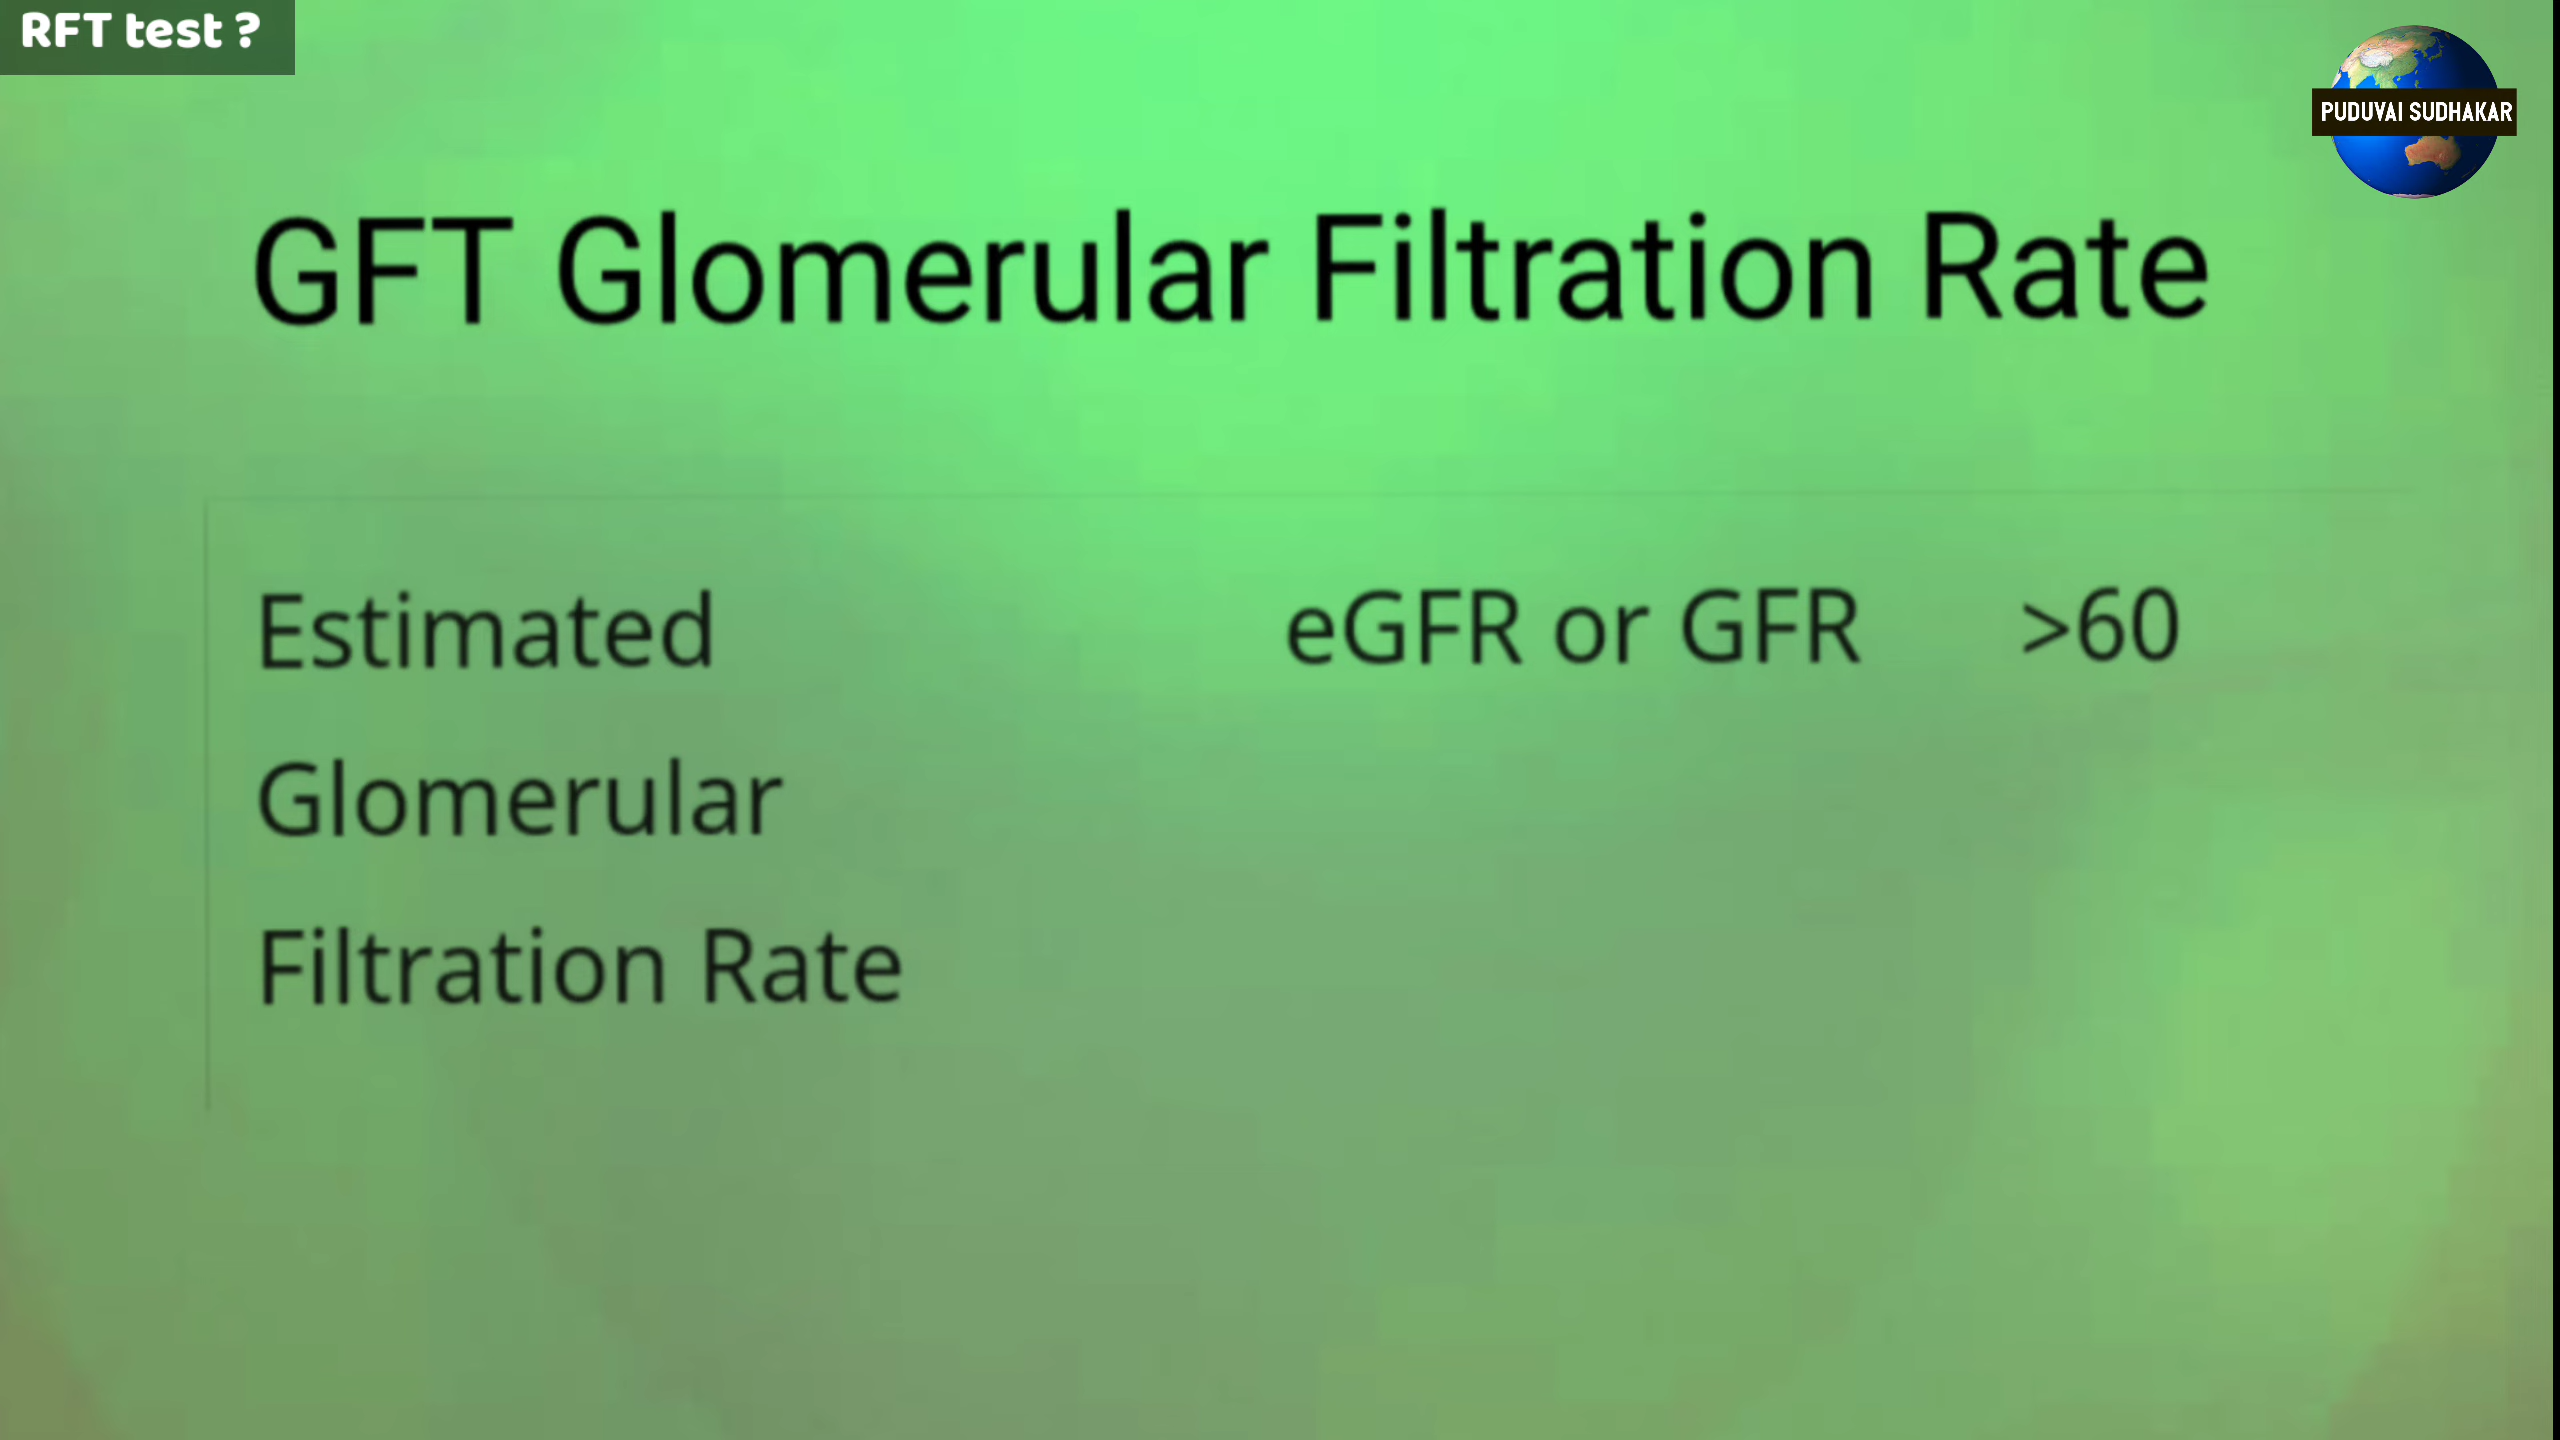 RFT test ?
PUDUVAI SUDHAKAR
GFT Glomerular Filtration Rate
Estimated eGFR or GFR >60
Glomerular
Filtration Rate